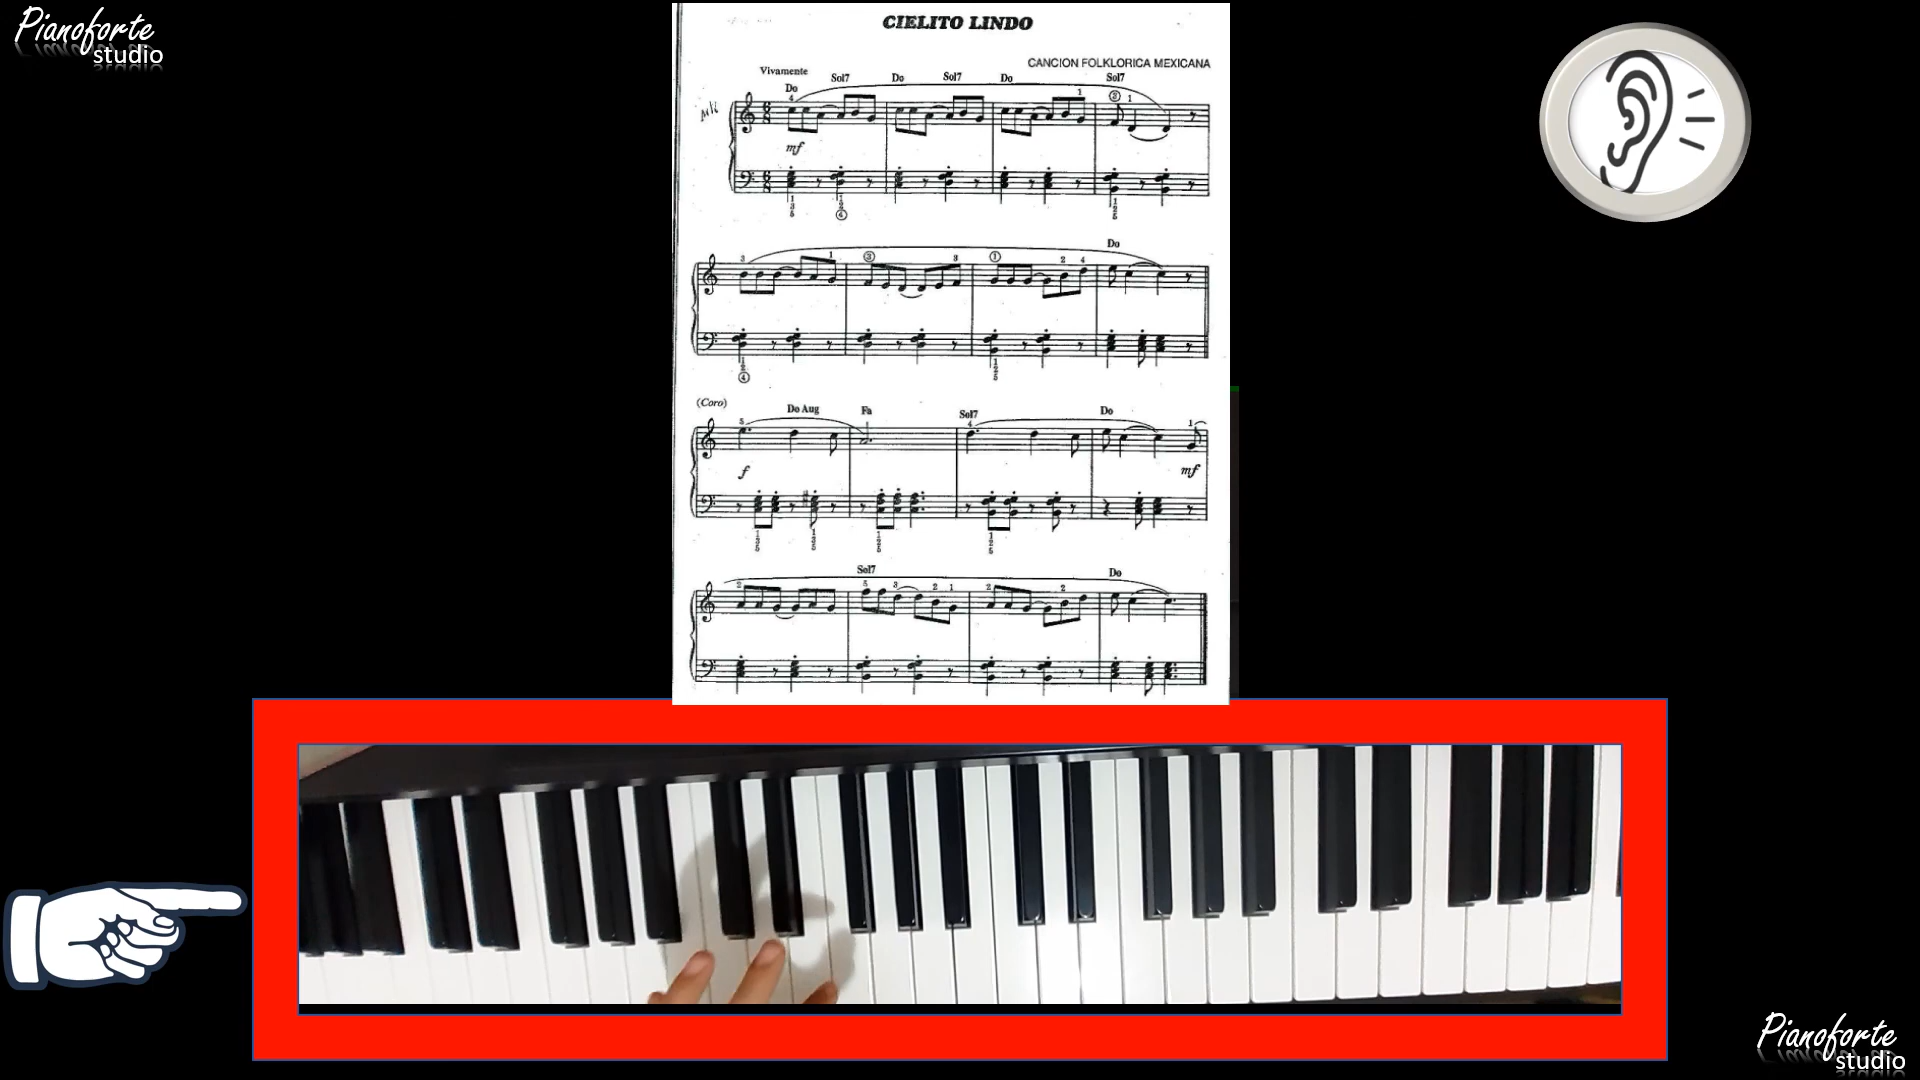 Pianoforte
studio
CIELITO LINDO
CANCION FOLKLORICA MEXICANA
Vivamente
Do Sol7 Do Sol7 Do Sol7
mf
Do
(Coro)
Do Aug Fa Sol7 Do
f mf
Sol7 Do
Pianoforte
studio